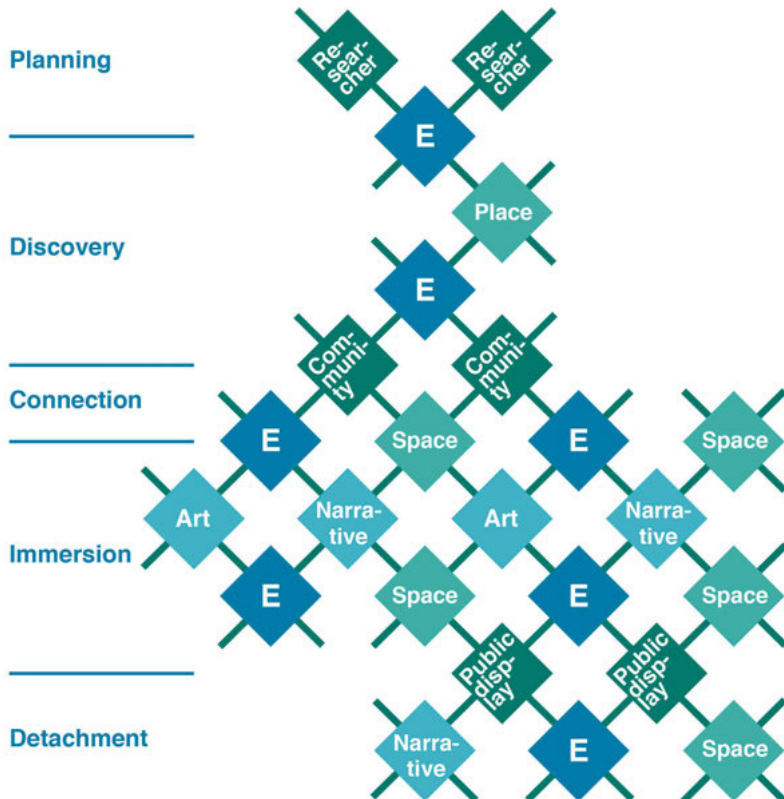 Planning
Re-
sear-
cher
Re-
sear-
cher
E
Place
Discovery
E
Com-
muni-
ty
Com-
muni-
ty
Connection
E
Space
E
Space
Art
Narra-
tive
Art
Narra-
tive
Immersion
E
Space
E
Space
Public
disp-
lay
Public
disp-
lay
Detachment
Narra-
tive
E
Space